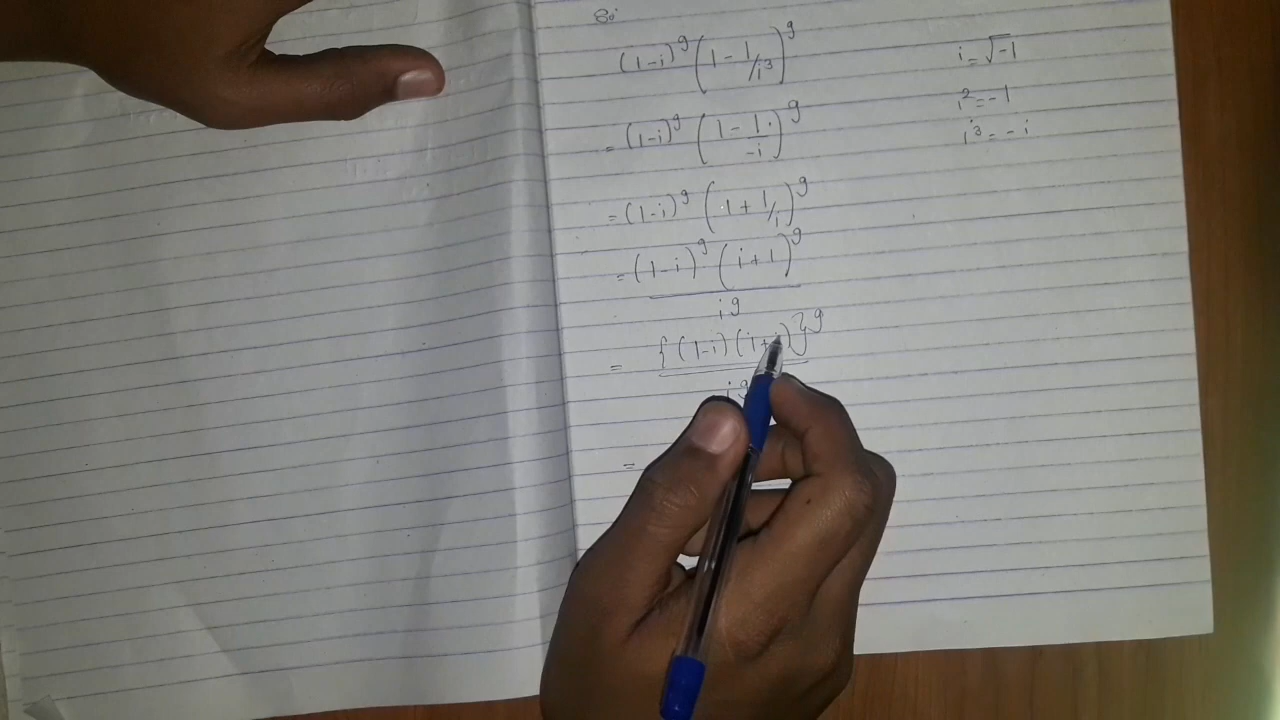 Sol
(1-i)^9 (1 - 1/i^3)^9
i = √-1
i^2 = -1
= (1-i)^9 (1 - 1/-i)^9
i^3 = -i
= (1-i)^9 (1 + 1/i)^9
= (1-i)^9 (i+1)^9 / i^9
= {(1-i)(1+i)}^9 / i^9
=